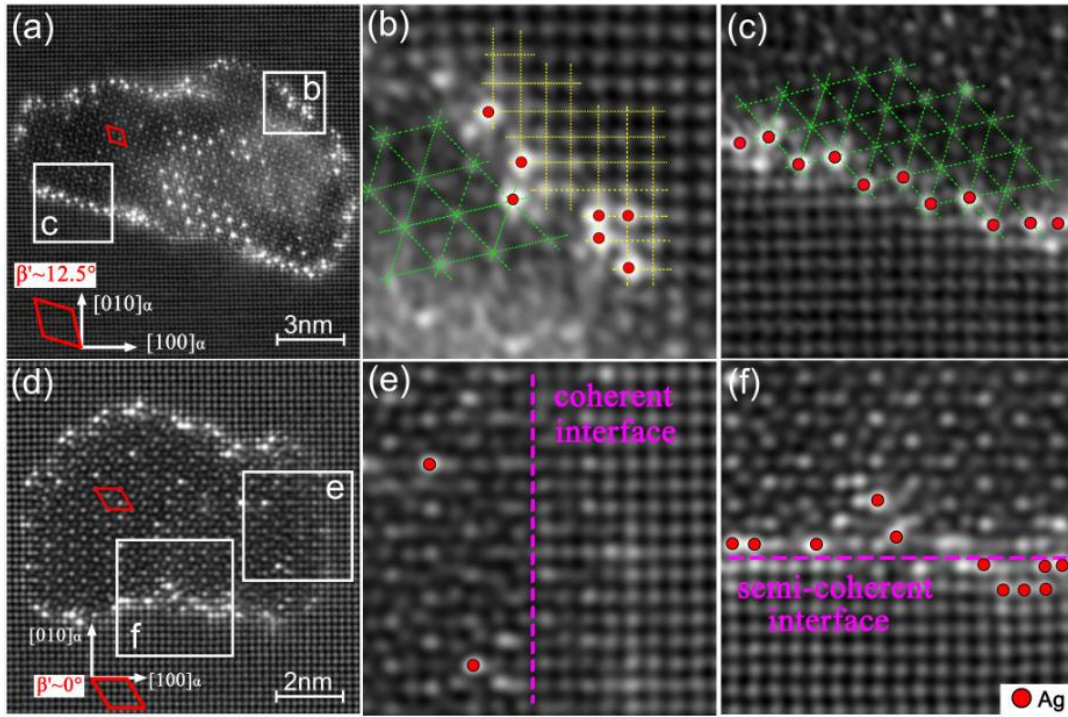 (a)
b
c
β'~12.5°
[010]α
[100]α
3nm
(b)
(c)
(d)
e
f
[010]α
β'~0°
[100]α
2nm
(e)
coherent
interface
(f)
semi-coherent
interface
Ag